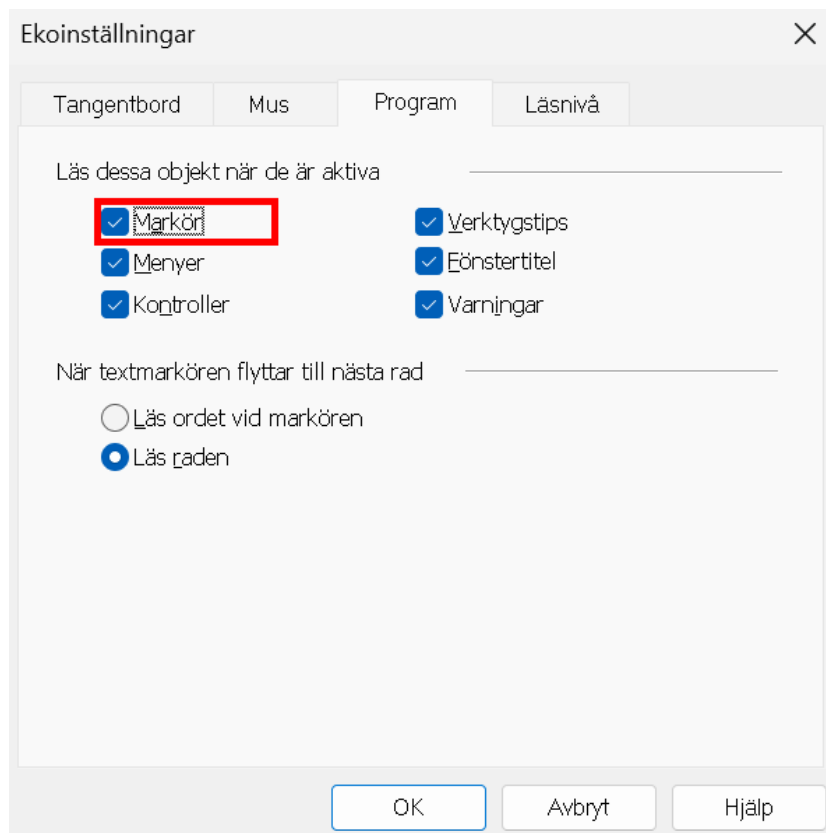 Ekoinställningar
Tangentbord Mus Program Läsnivå
Läs dessa objekt när de är aktiva
Markör Verktygstips
Menyer Fönstertitel
Kontroller Varningar
När textmarkören flyttar till nästa rad
Läs ordet vid markören
Läs raden
OK Avbryt Hjälp